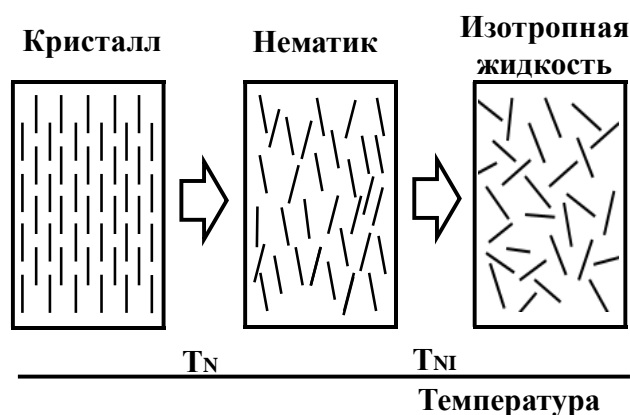 Кристалл
Нематик
Изотропная
жидкость
TN
TNI
Температура